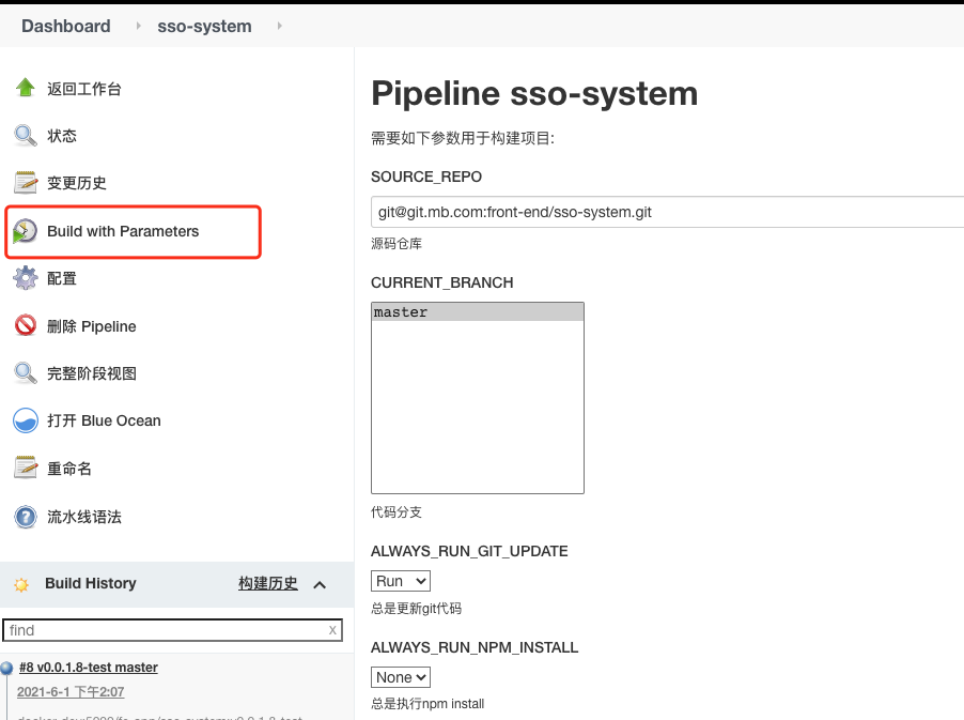 Dashboard sso-system
返回工作台
状态
变更历史
Build with Parameters
配置
删除 Pipeline
完整阶段视图
打开 Blue Ocean
重命名
流水线语法
Build History 构建历史
find x
#8 v0.0.1.8-test master
2021-6-1 下午2:07
Pipeline sso-system
需要如下参数用于构建项目:
SOURCE_REPO
git@git.mb.com:front-end/sso-system.git
源码仓库
CURRENT_BRANCH
master
代码分支
ALWAYS_RUN_GIT_UPDATE
Run
总是更新git代码
ALWAYS_RUN_NPM_INSTALL
None
总是执行npm install